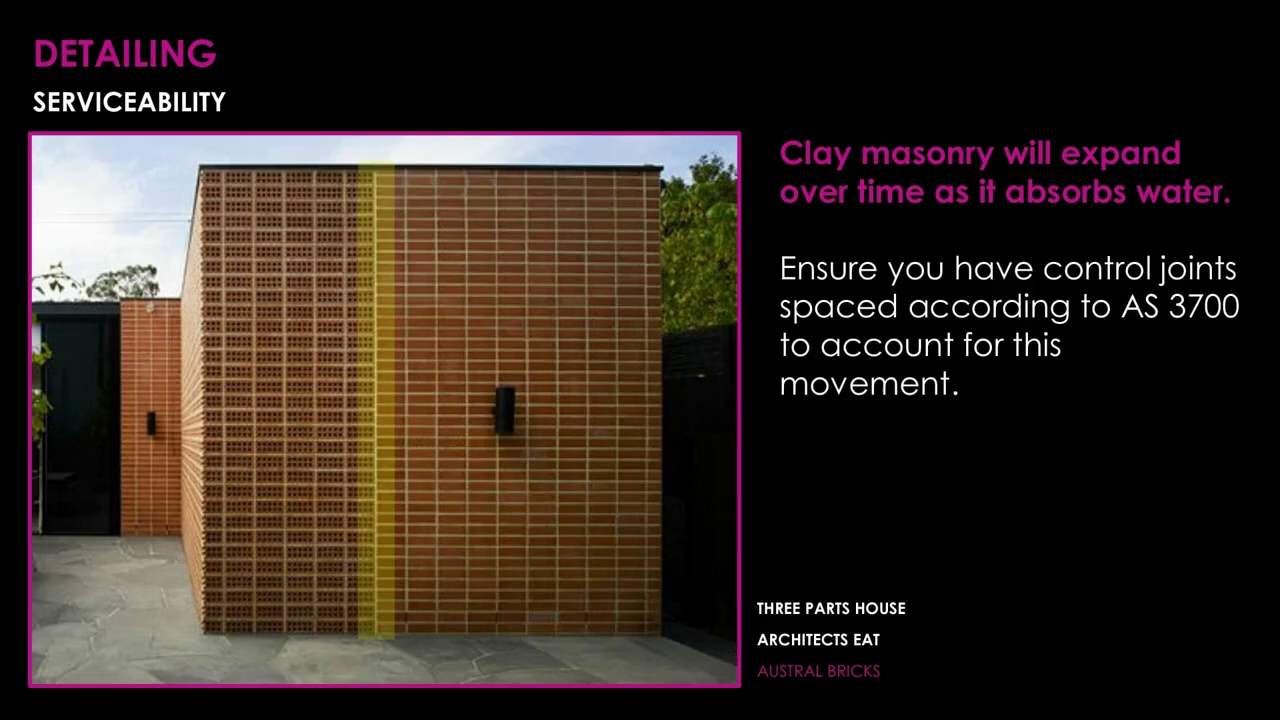 DETAILING
SERVICEABILITY
Clay masonry will expand
over time as it absorbs water.
Ensure you have control joints
spaced according to AS 3700
to account for this
movement.
THREE PARTS HOUSE
ARCHITECTS EAT
AUSTRAL BRICKS